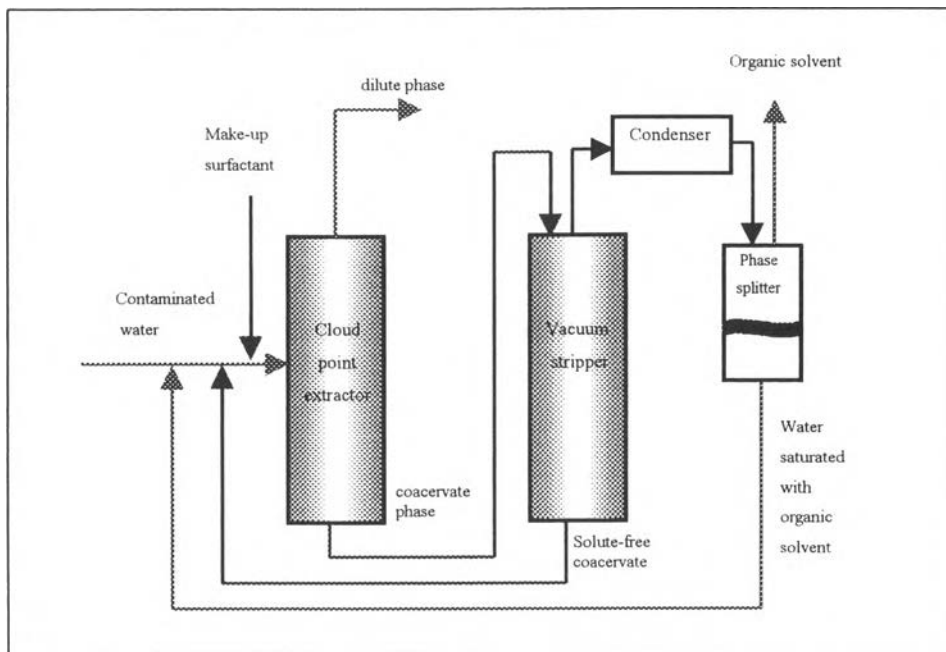 Organic solvent
dilute phase
Make-up
surfactant
Condenser
Contaminated
water
Cloud
point
extractor
Vacuum
stripper
Phase
splitter
coacervate
phase
Solute-free
coacervate
Water
saturated
with
organic
solvent